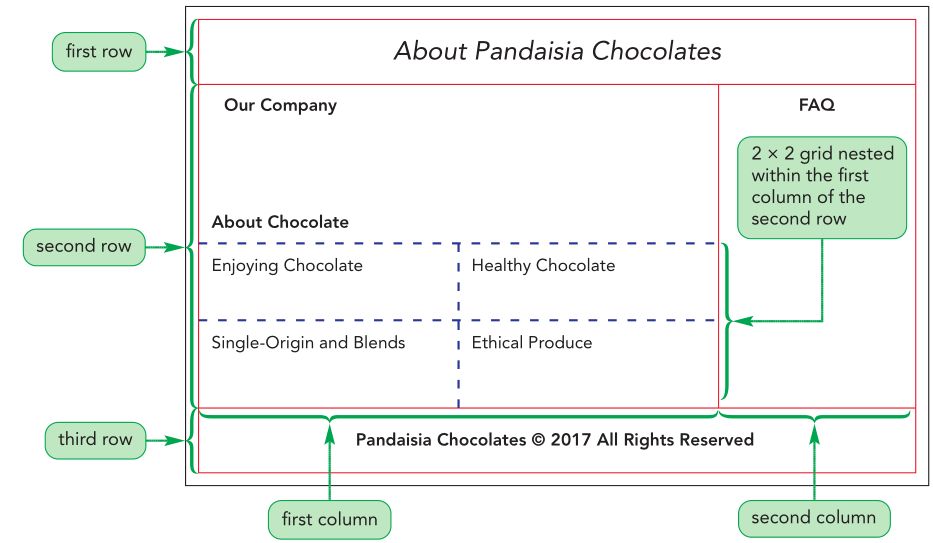 first row
About Pandaisia Chocolates
Our Company
FAQ
2 × 2 grid nested
within the first
column of the
second row
About Chocolate
second row
Enjoying Chocolate
Healthy Chocolate
Single-Origin and Blends
Ethical Produce
third row
Pandaisia Chocolates © 2017 All Rights Reserved
first column
second column